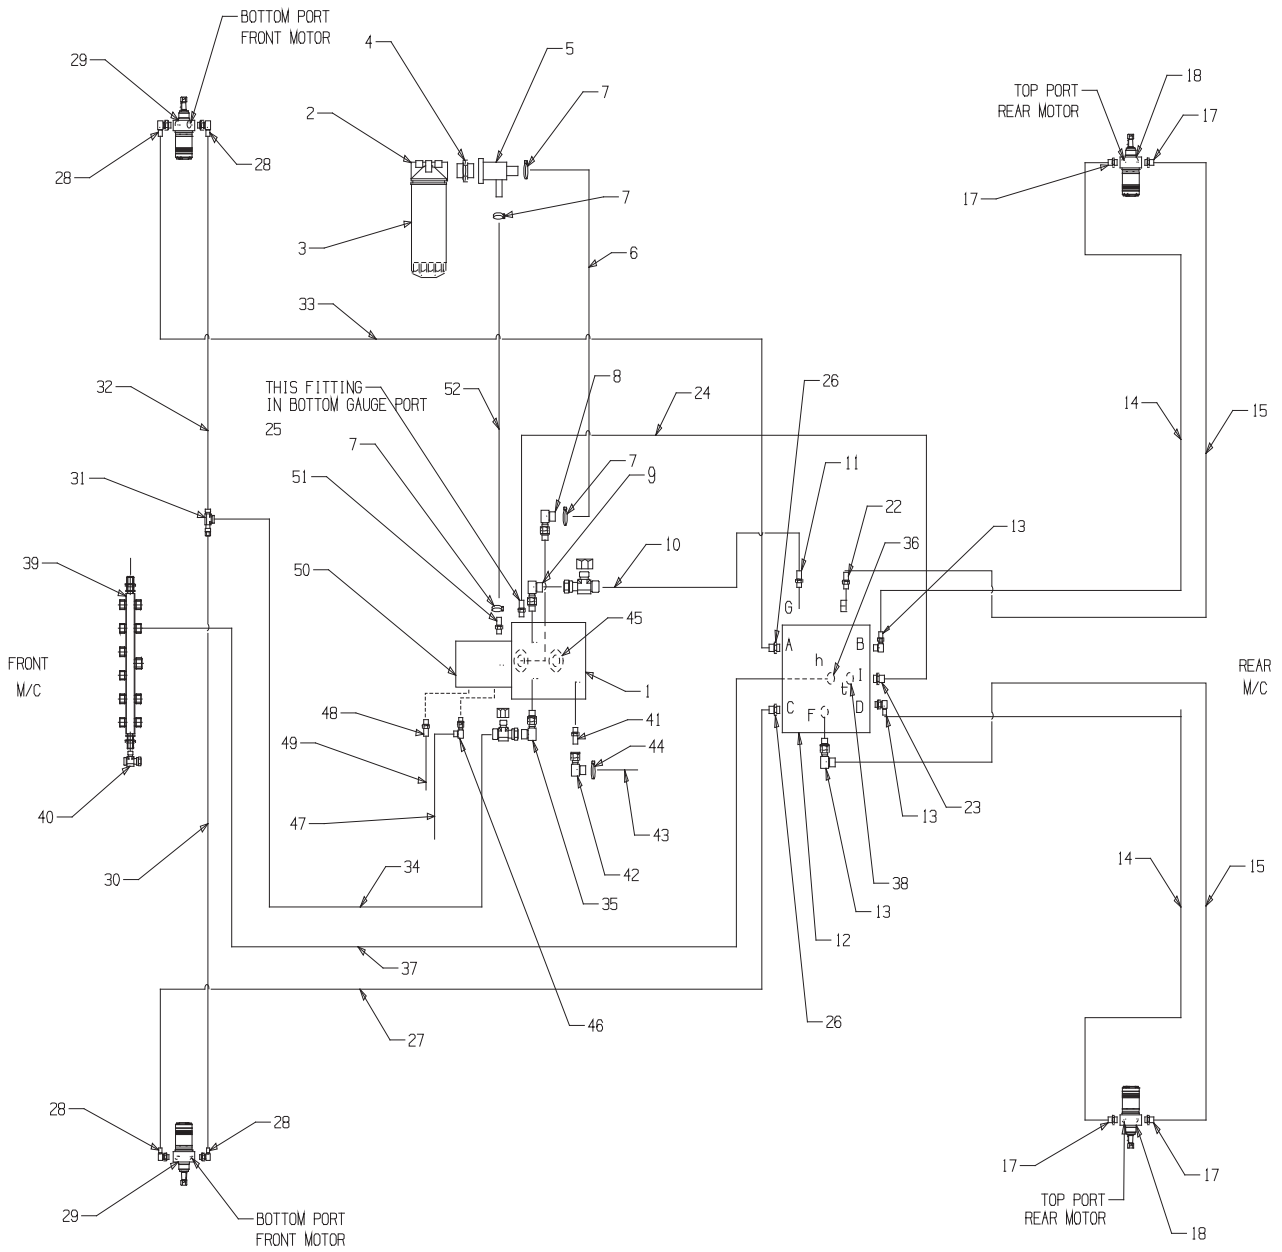 BOTTOM PORT
FRONT MOTOR
29
28
28
4
5
7
2
7
3
6
TOP PORT
REAR MOTOR
18
17
17
33
32
THIS FITTING
IN BOTTOM GAUGE PORT
25
52
8
24
26
14
15
7
51
7
9
11
22
13
31
10
36
39
50
G
E
45
FRONT
M/C
A
B
h
I
t
REAR
M/C
1
C
D
F
48
49
41
44
40
47
43
23
13
30
34
42
35
38
14
15
13
12
37
27
46
26
28
28
17
17
29
BOTTOM PORT
FRONT MOTOR
TOP PORT
REAR MOTOR
18